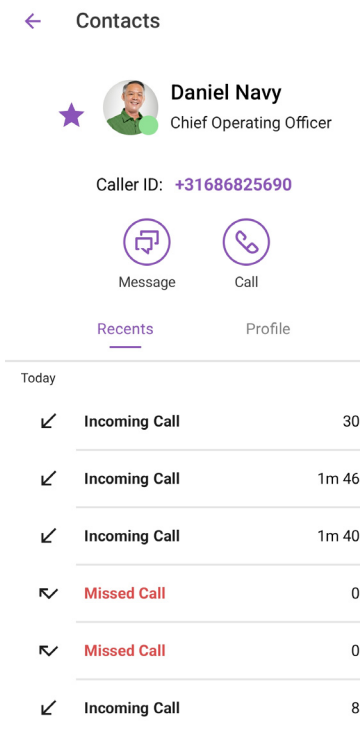 Contacts
Daniel Navy
Chief Operating Officer
Caller ID: +31686825690
Message Call
Recents Profile
Today
Incoming Call 30
Incoming Call 1m 46
Incoming Call 1m 40
Missed Call 0
Missed Call 0
Incoming Call 8